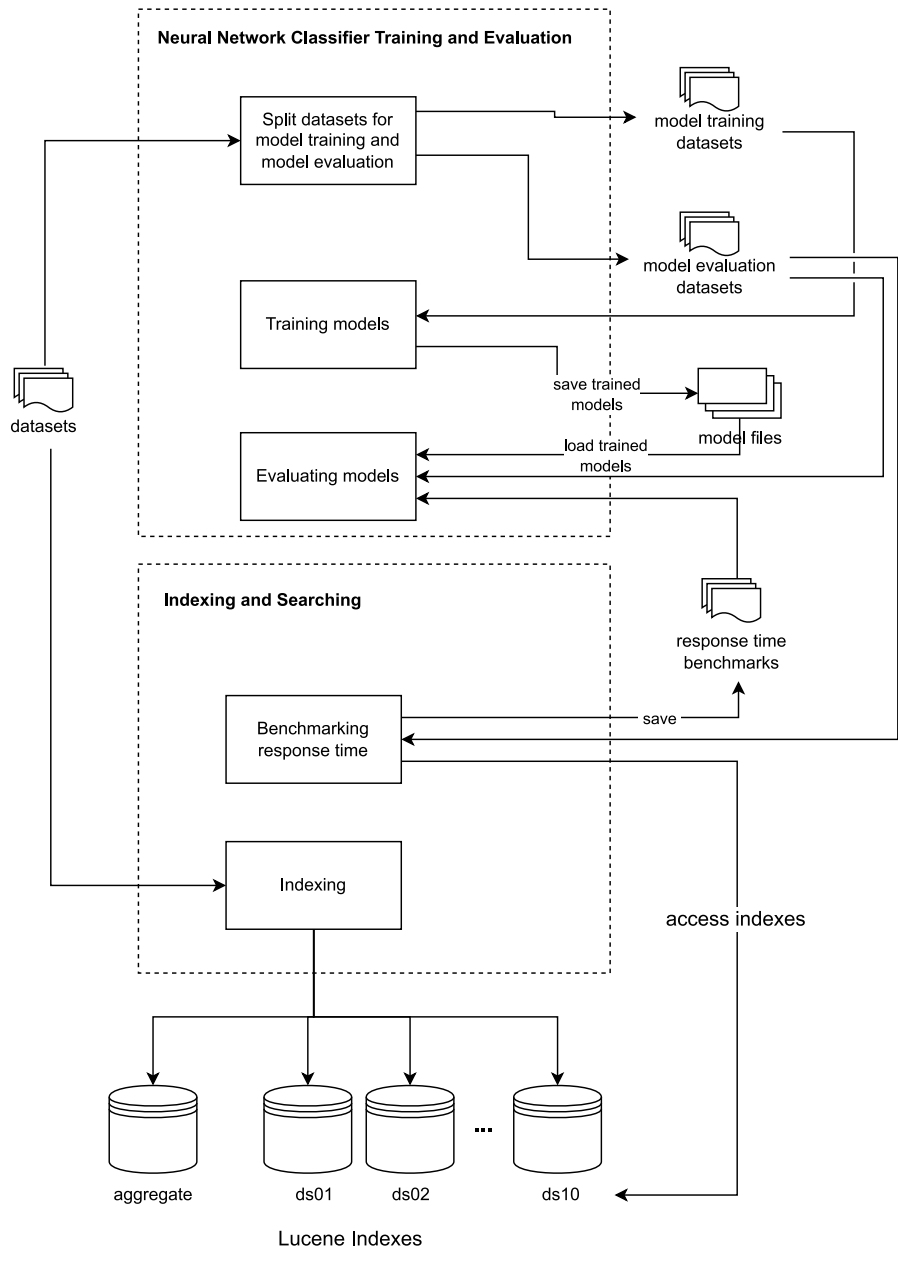 Neural Network Classifier Training and Evaluation
Split datasets for
model training and
model evaluation
model training
datasets
model evaluation
datasets
Training models
save trained
models
model files
datasets
load trained
models
Evaluating models
Indexing and Searching
response time
benchmarks
Benchmarking
response time
save
Indexing
access indexes
...
aggregate
ds01
ds02
ds10
Lucene Indexes